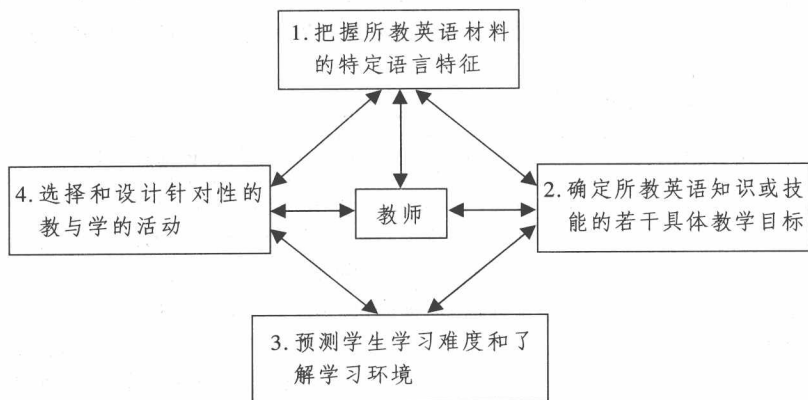 1. 把握所教英语材料
的特定语言特征
4. 选择和设计针对性的
教与学的活动
教师
2. 确定所教英语知识或技
能的若干具体教学目标
3. 预测学生学习难度和了
解学习环境